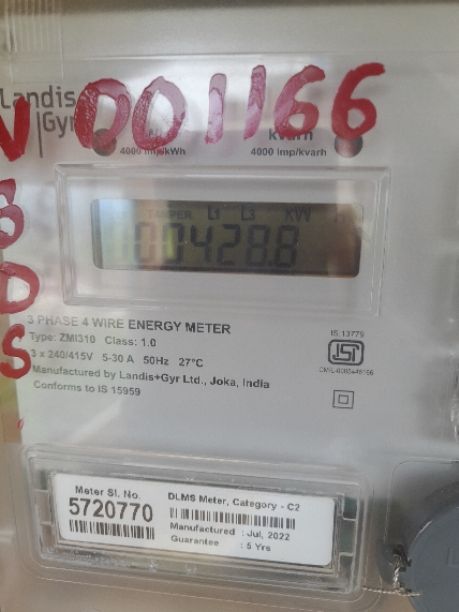 Landis
|Gyr
N 001166
4000 imp/kWh
kvarh
4000 imp/kvarh
TAMPER L1 L3 KW
00428.8
B
D
S
3 PHASE 4 WIRE ENERGY METER
Type: ZMI310 Class: 1.0
3 x 240/415V 5-30 A 50Hz 27°C
Manufactured by Landis+Gyr Ltd., Joka, India
Conforms to IS 15959
IS 13779
ISI
Meter Sl. No.
5720770
DLMS Meter, Category - C2
Manufactured : Jul, 2022
Guarantee : 5 Yrs